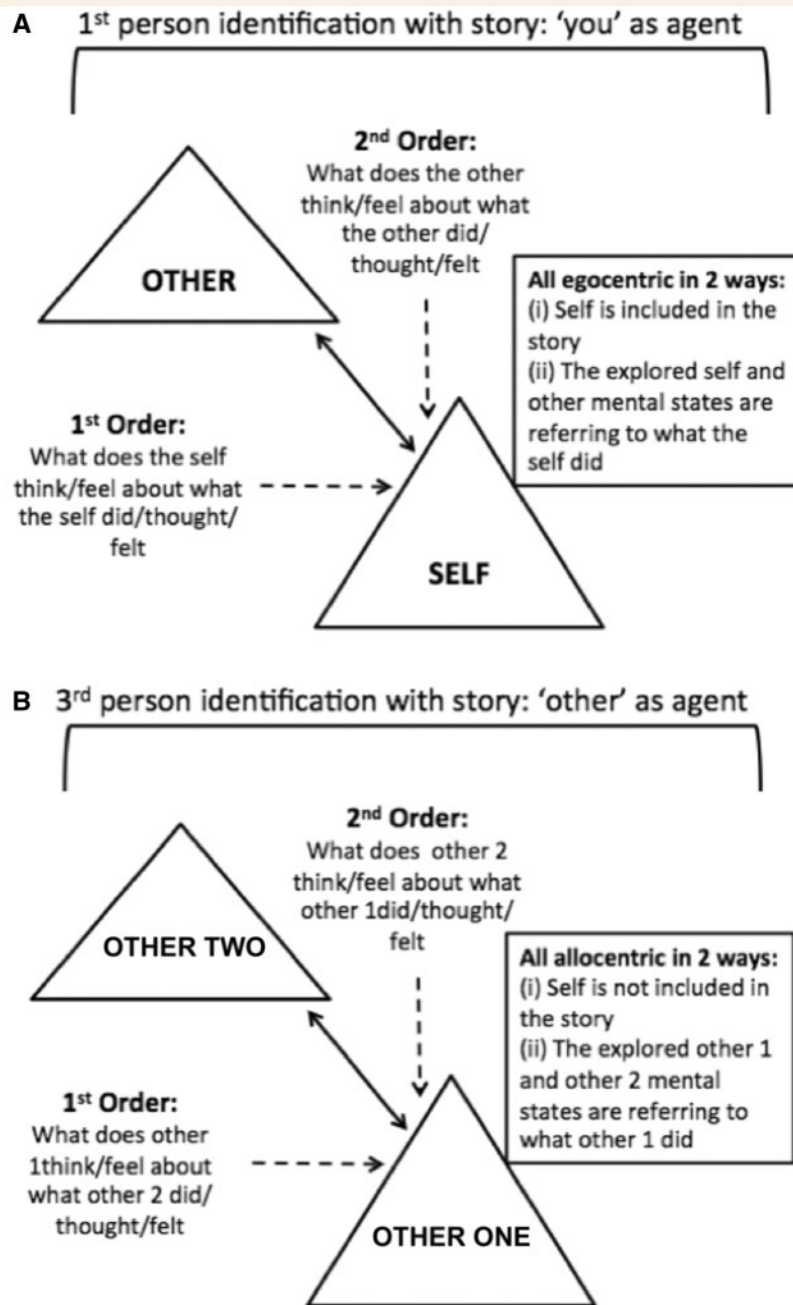 A 1st person identification with story: ‘you’ as agent
2nd Order:
What does the other
think/feel about what
the other did/
thought/felt
OTHER
All egocentric in 2 ways:
(i) Self is included in the
story
(ii) The explored self and
other mental states are
referring to what the
self did
1st Order:
What does the self
think/feel about what
the self did/thought/
felt
SELF
B 3rd person identification with story: ‘other’ as agent
2nd Order:
What does other 2
think/feel about what
other 1did/thought/
felt
OTHER TWO
All allocentric in 2 ways:
(i) Self is not included in
the story
(ii) The explored other 1
and other 2 mental
states are referring to
what other 1 did
1st Order:
What does other
1think/feel about
what other 2 did/
thought/felt
OTHER ONE